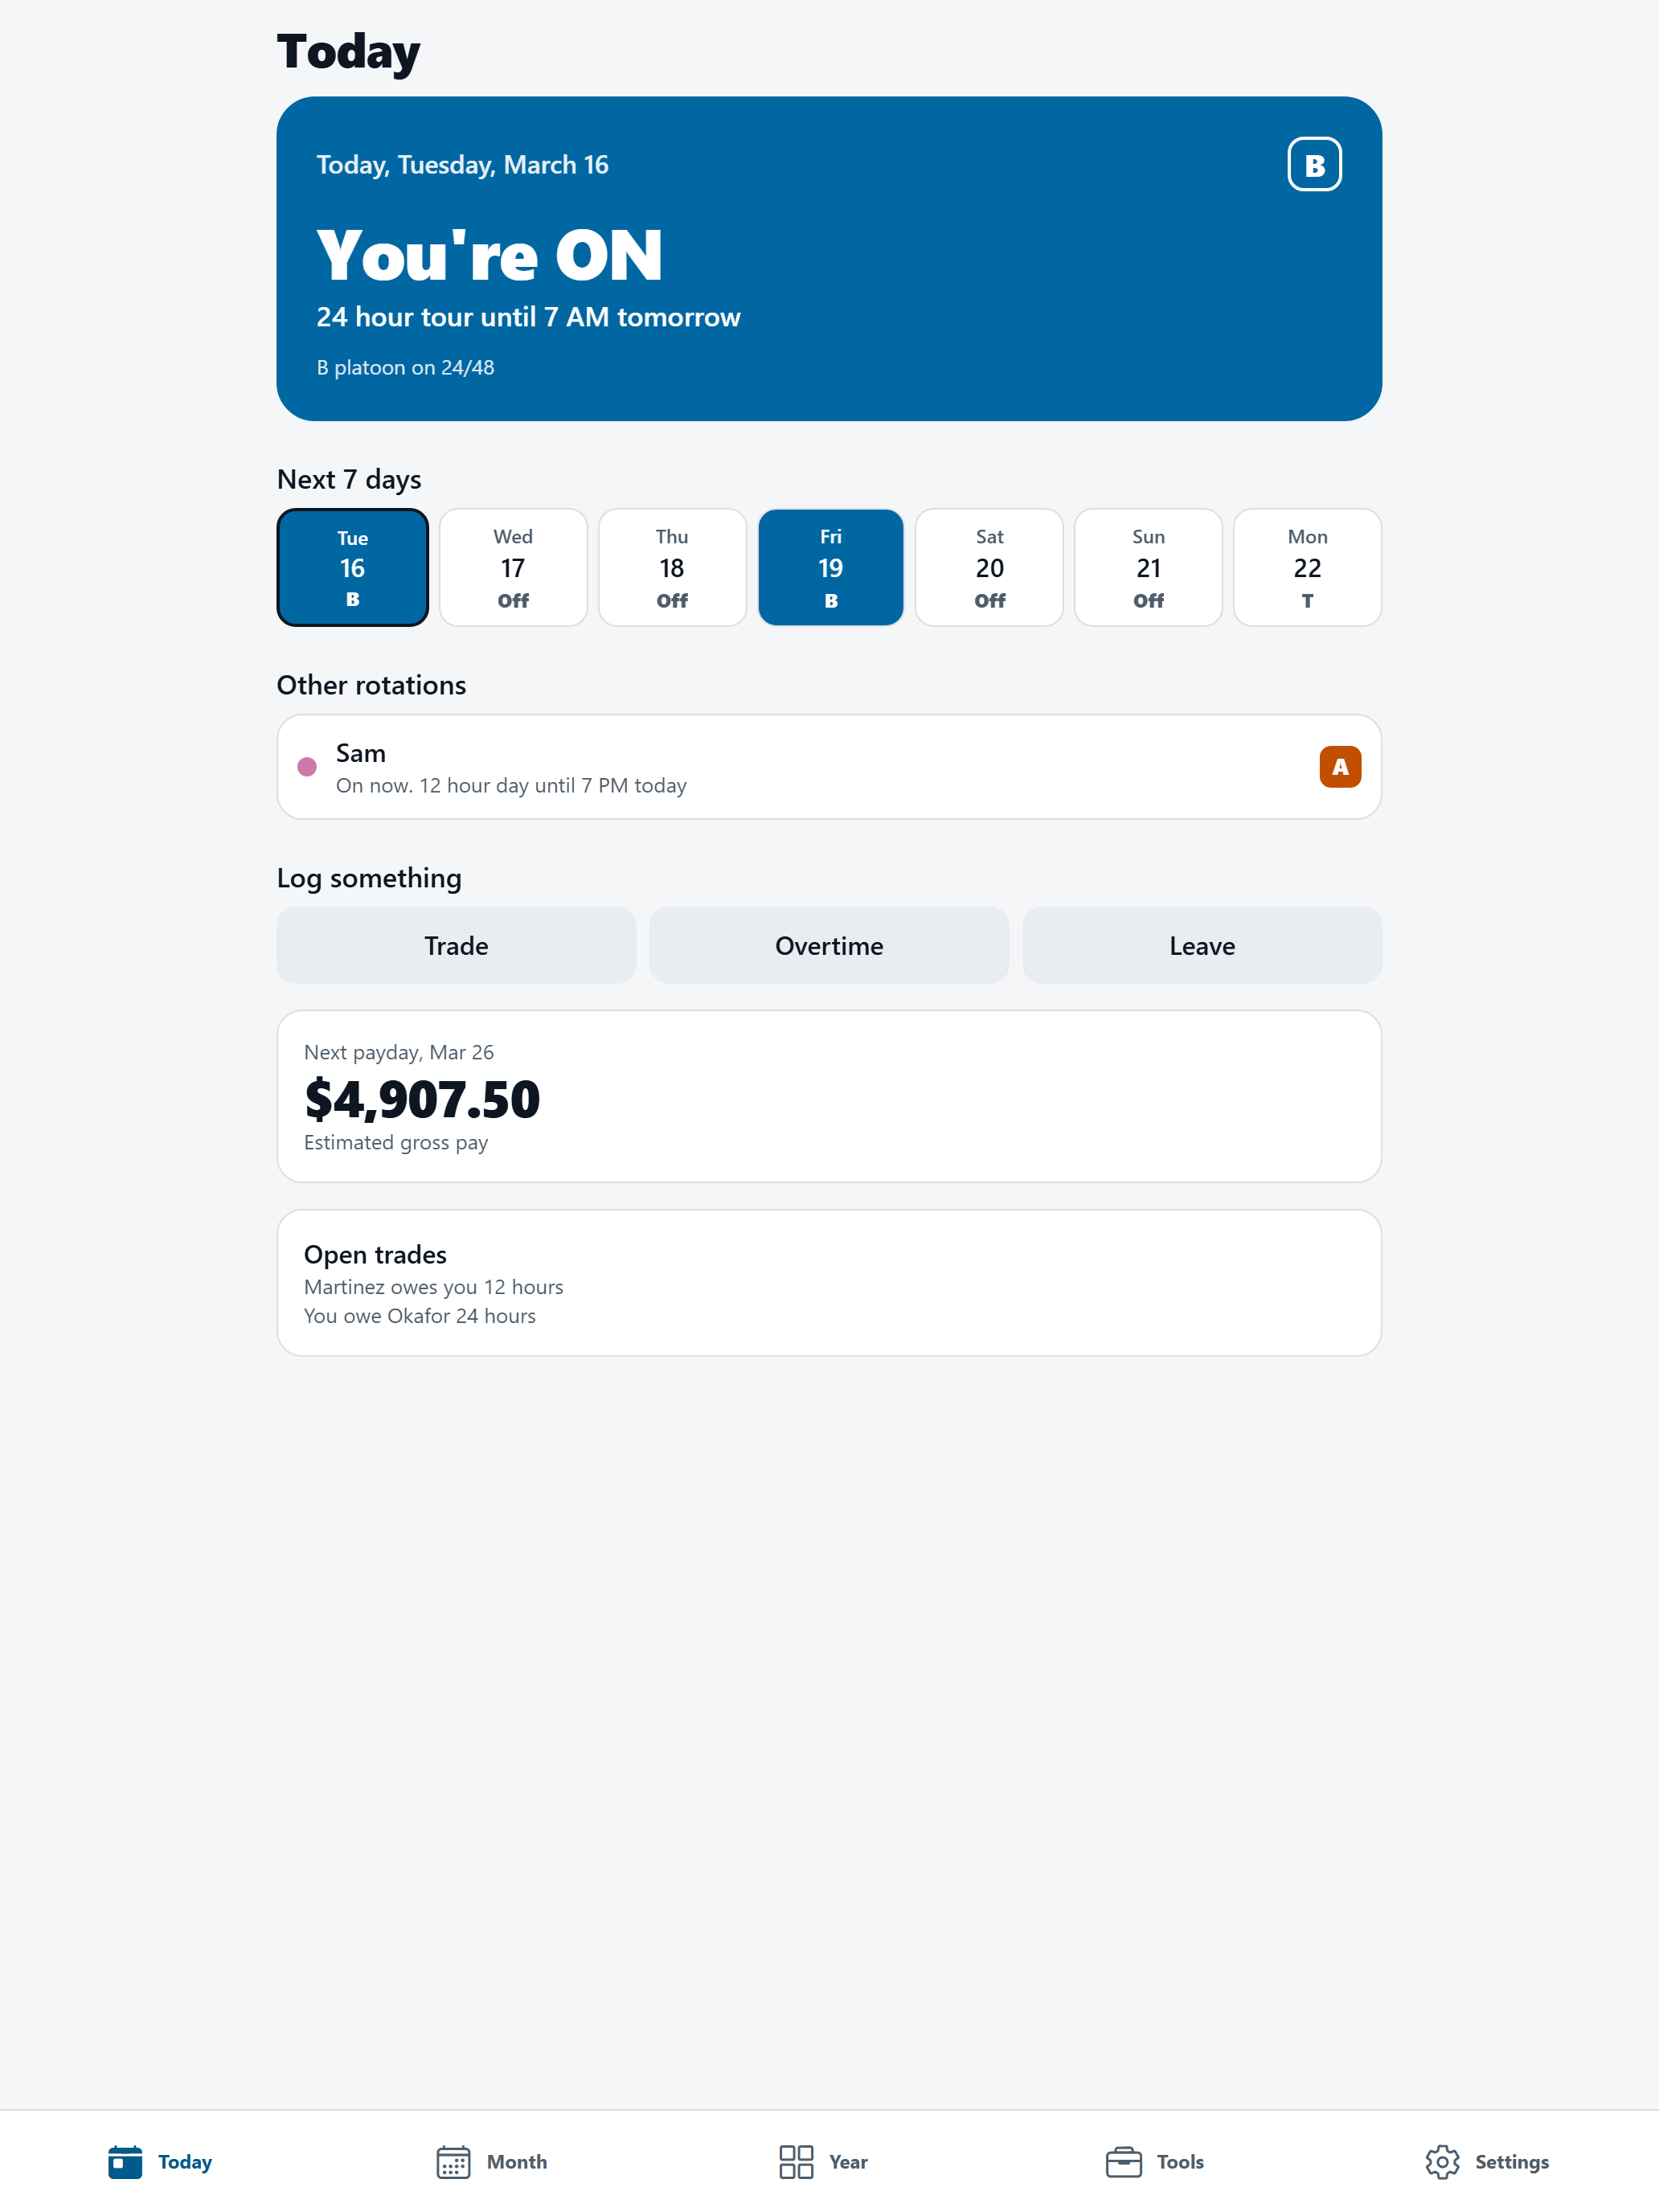 Today
Today, Tuesday, March 16
B
You're ON
24 hour tour until 7 AM tomorrow
B platoon on 24/48
Next 7 days
Tue
16
B
Wed
17
Off
Thu
18
Off
Fri
19
B
Sat
20
Off
Sun
21
Off
Mon
22
T
Other rotations
Sam
On now. 12 hour day until 7 PM today
A
Log something
Trade
Overtime
Leave
Next payday, Mar 26
$4,907.50
Estimated gross pay
Open trades
Martinez owes you 12 hours
You owe Okafor 24 hours
Today
Month
Year
Tools
Settings